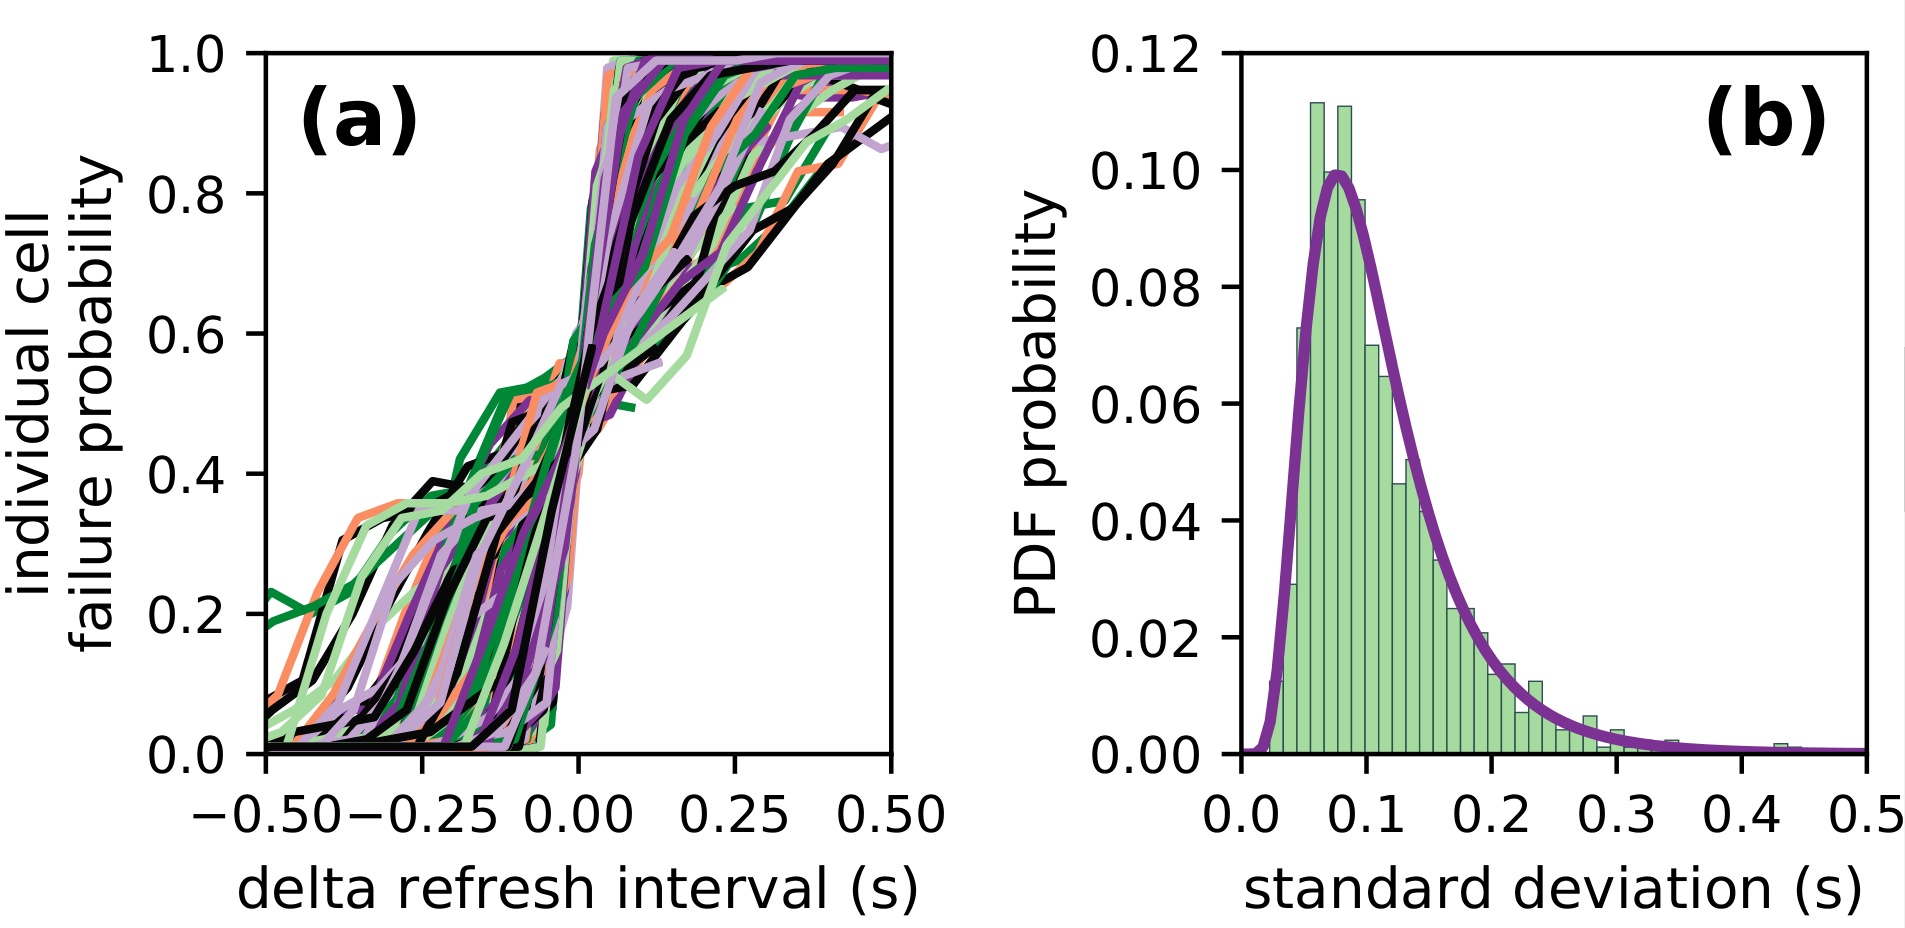 (a)
individual cell
failure probability
1.0
0.8
0.6
0.4
0.2
0.0
−0.50 −0.25 0.00 0.25 0.50
delta refresh interval (s)
(b)
PDF probability
0.12
0.10
0.08
0.06
0.04
0.02
0.00
0.0 0.1 0.2 0.3 0.4 0.5
standard deviation (s)